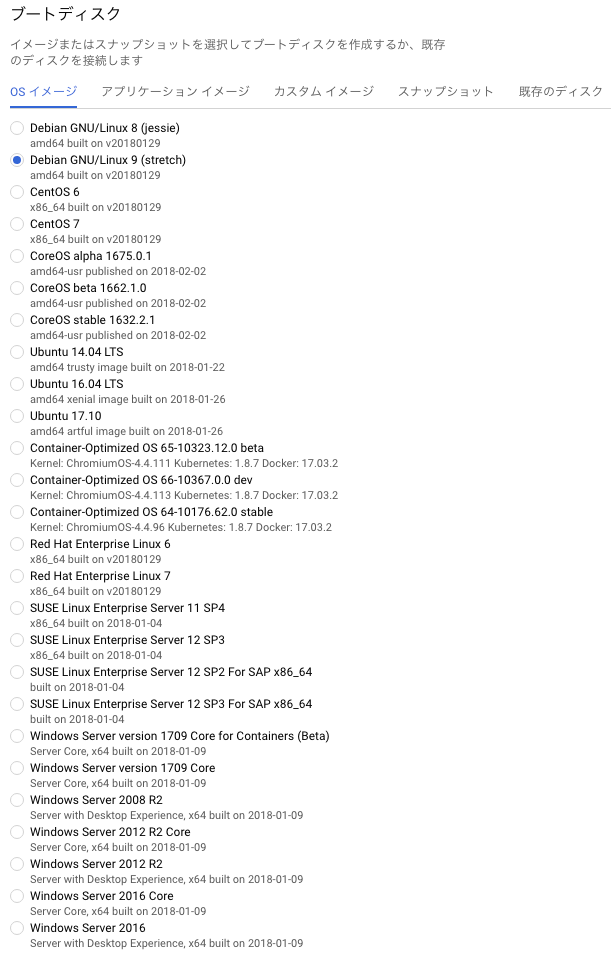 ブートディスク
イメージまたはスナップショットを選択してブートディスクを作成するか、既存
のディスクを接続します
OS イメージ アプリケーション イメージ カスタム イメージ スナップショット 既存のディスク
Debian GNU/Linux 8 (jessie)
amd64 built on v20180129
Debian GNU/Linux 9 (stretch)
amd64 built on v20180129
CentOS 6
x86_64 built on v20180129
CentOS 7
x86_64 built on v20180129
CoreOS alpha 1675.0.1
amd64-usr published on 2018-02-02
CoreOS beta 1662.1.0
amd64-usr published on 2018-02-02
CoreOS stable 1632.2.1
amd64-usr published on 2018-02-02
Ubuntu 14.04 LTS
amd64 trusty image built on 2018-01-22
Ubuntu 16.04 LTS
amd64 xenial image built on 2018-01-26
Ubuntu 17.10
amd64 artful image built on 2018-01-26
Container-Optimized OS 65-10323.12.0 beta
Kernel: ChromiumOS-4.4.111 Kubernetes: 1.8.7 Docker: 17.03.2
Container-Optimized OS 66-10367.0.0 dev
Kernel: ChromiumOS-4.4.113 Kubernetes: 1.8.7 Docker: 17.03.2
Container-Optimized OS 64-10176.62.0 stable
Kernel: ChromiumOS-4.4.96 Kubernetes: 1.8.7 Docker: 17.03.2
Red Hat Enterprise Linux 6
x86_64 built on v20180129
Red Hat Enterprise Linux 7
x86_64 built on v20180129
SUSE Linux Enterprise Server 11 SP4
x86_64 built on 2018-01-04
SUSE Linux Enterprise Server 12 SP3
x86_64 built on 2018-01-04
SUSE Linux Enterprise Server 12 SP2 For SAP x86_64
built on 2018-01-04
SUSE Linux Enterprise Server 12 SP3 For SAP x86_64
built on 2018-01-04
Windows Server version 1709 Core for Containers (Beta)
Server Core, x64 built on 2018-01-09
Windows Server version 1709 Core
Server Core, x64 built on 2018-01-09
Windows Server 2008 R2
Server with Desktop Experience, x64 built on 2018-01-09
Windows Server 2012 R2 Core
Server Core, x64 built on 2018-01-09
Windows Server 2012 R2
Server with Desktop Experience, x64 built on 2018-01-09
Windows Server 2016 Core
Server Core, x64 built on 2018-01-09
Windows Server 2016
Server with Desktop Experience, x64 built on 2018-01-09